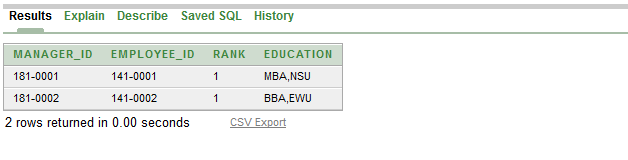 Results Explain Describe Saved SQL History
MANAGER_ID EMPLOYEE_ID RANK EDUCATION
181-0001 141-0001 1 MBA,NSU
181-0002 141-0002 1 BBA,EWU
2 rows returned in 0.00 seconds CSV Export